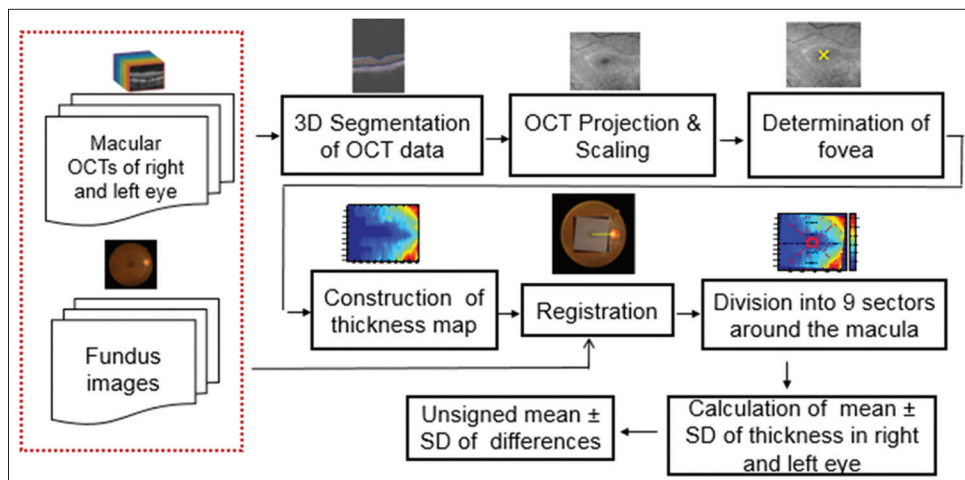 Macular
OCTs of right
and left eye
Fundus
images
3D Segmentation
of OCT data
OCT Projection &
Scaling
Determination of
fovea
Construction of
thickness map
Registration
Division into 9 sectors
around the macula
Calculation of mean ±
SD of thickness in right
and left eye
Unsigned mean ±
SD of differences